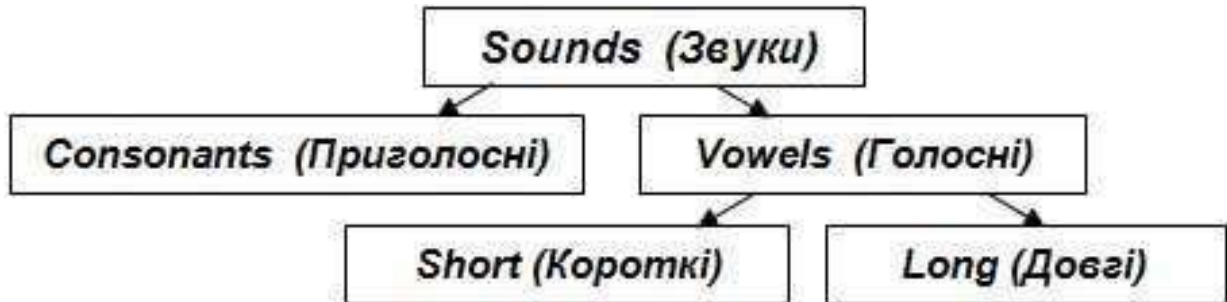 Sounds (Звуки)
Consonants (Приголосні)
Vowels (Голосні)
Short (Короткі)
Long (Довгі)